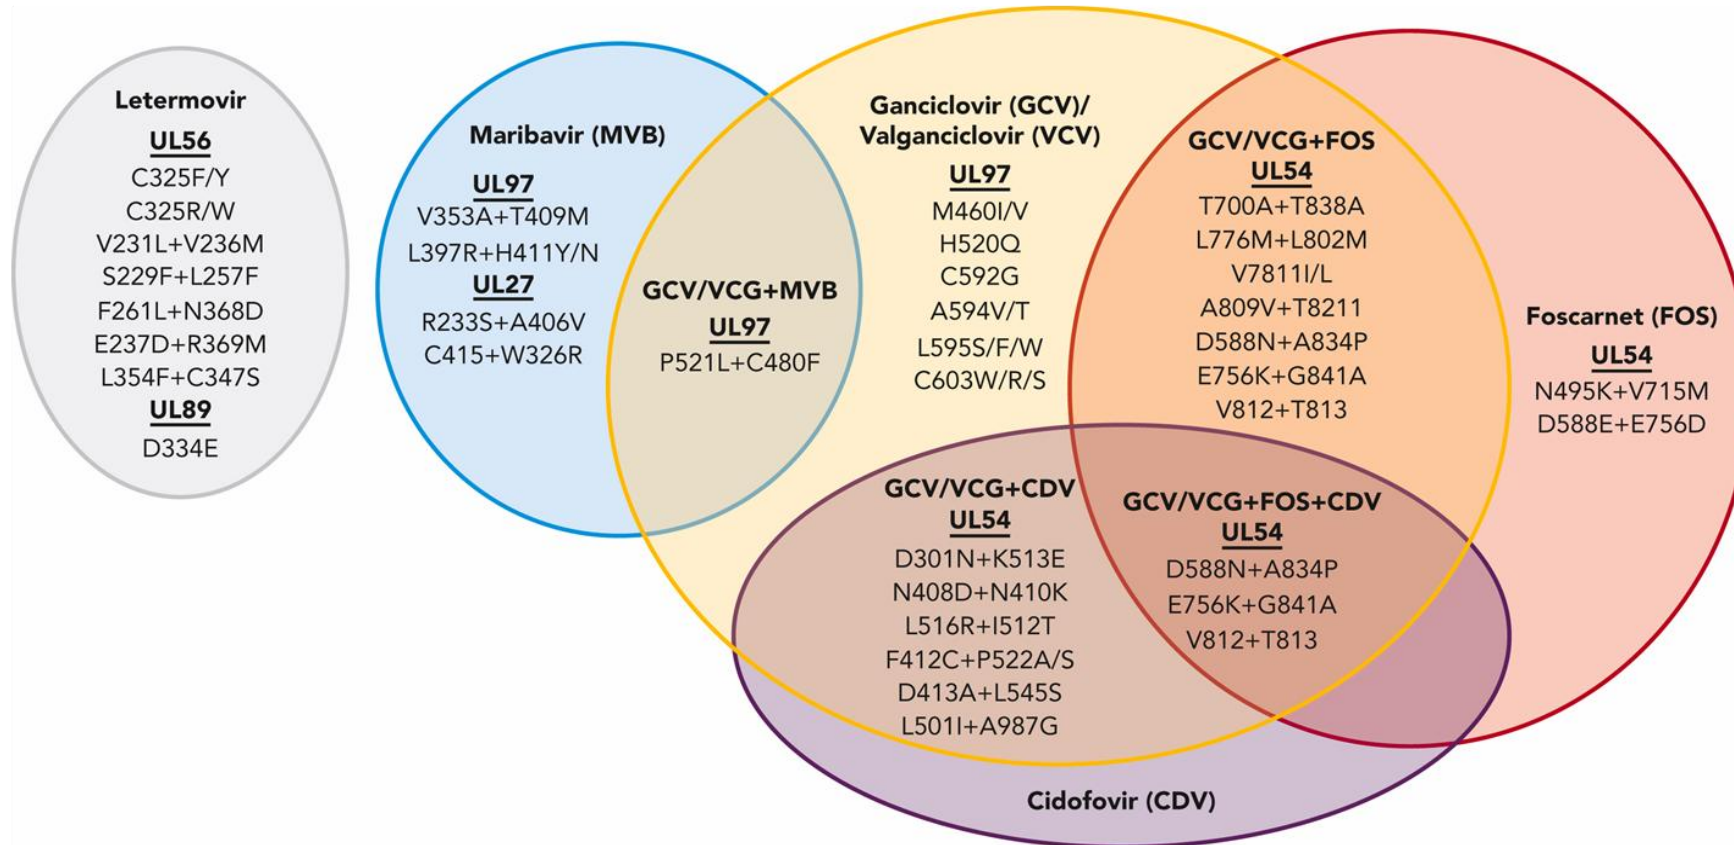 Letermovir
UL56
C325F/Y
C325R/W
V231L+V236M
S229F+L257F
F261L+N368D
E237D+R369M
L354F+C347S
UL89
D334E
Maribavir (MVB)
UL97
V353A+T409M
L397R+H411Y/N
UL27
R233S+A406V
C415+W326R
GCV/VCG+MVB
UL97
P521L+C480F
Ganciclovir (GCV)/
Valganciclovir (VCV)
UL97
M460I/V
H520Q
C592G
A594V/T
L595S/F/W
C603W/R/S
GCV/VCG+FOS
UL54
T700A+T838A
L776M+L802M
V7811I/L
A809V+T8211
D588N+A834P
E756K+G841A
V812+T813
Foscarnet (FOS)
UL54
N495K+V715M
D588E+E756D
GCV/VCG+CDV
UL54
D301N+K513E
N408D+N410K
L516R+I512T
F412C+P522A/S
D413A+L545S
L501I+A987G
GCV/VCG+FOS+CDV
UL54
D588N+A834P
E756K+G841A
V812+T813
Cidofovir (CDV)